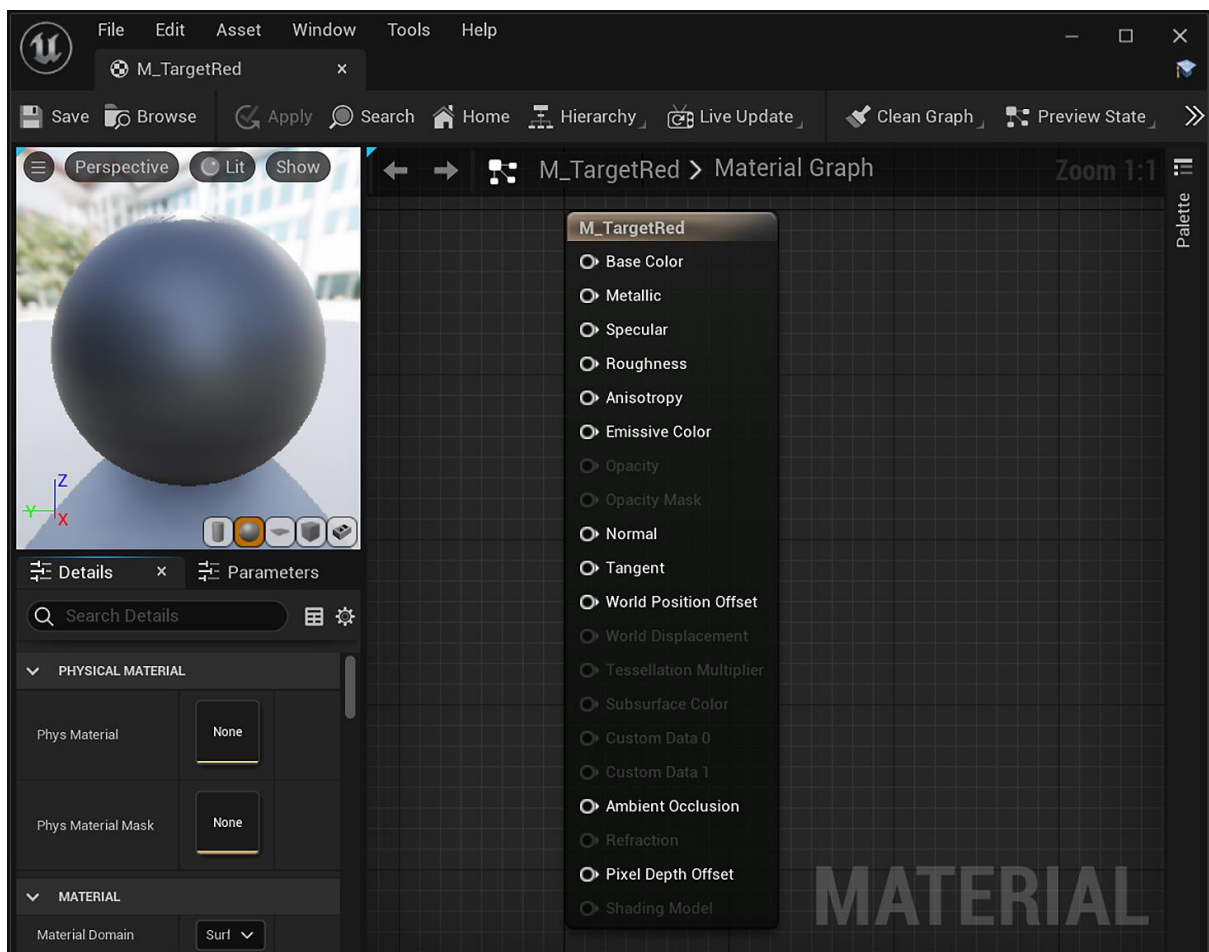 File Edit Asset Window Tools Help
M_TargetRed
Save Browse Apply Search Home Hierarchy Live Update Clean Graph Preview State
Perspective Lit Show
M_TargetRed > Material Graph Zoom 1:1
Palette
M_TargetRed
Base Color
Metallic
Specular
Roughness
Anisotropy
Emissive Color
Opacity
Opacity Mask
Normal
Tangent
World Position Offset
World Displacement
Tessellation Multiplier
Subsurface Color
Custom Data 0
Custom Data 1
Ambient Occlusion
Refraction
Pixel Depth Offset
Shading Model
MATERIAL
Z
Y
X
Details Parameters
Search Details
PHYSICAL MATERIAL
Phys Material None
Phys Material Mask None
MATERIAL
Material Domain Surf